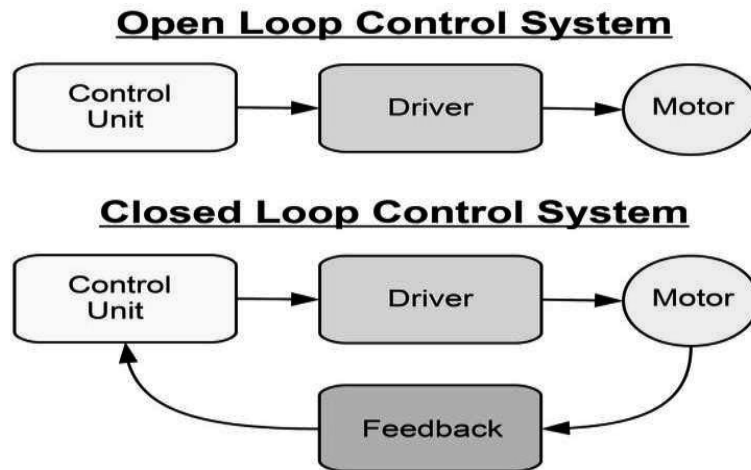 Open Loop Control System
Control
Unit
Driver
Motor
Closed Loop Control System
Control
Unit
Driver
Motor
Feedback